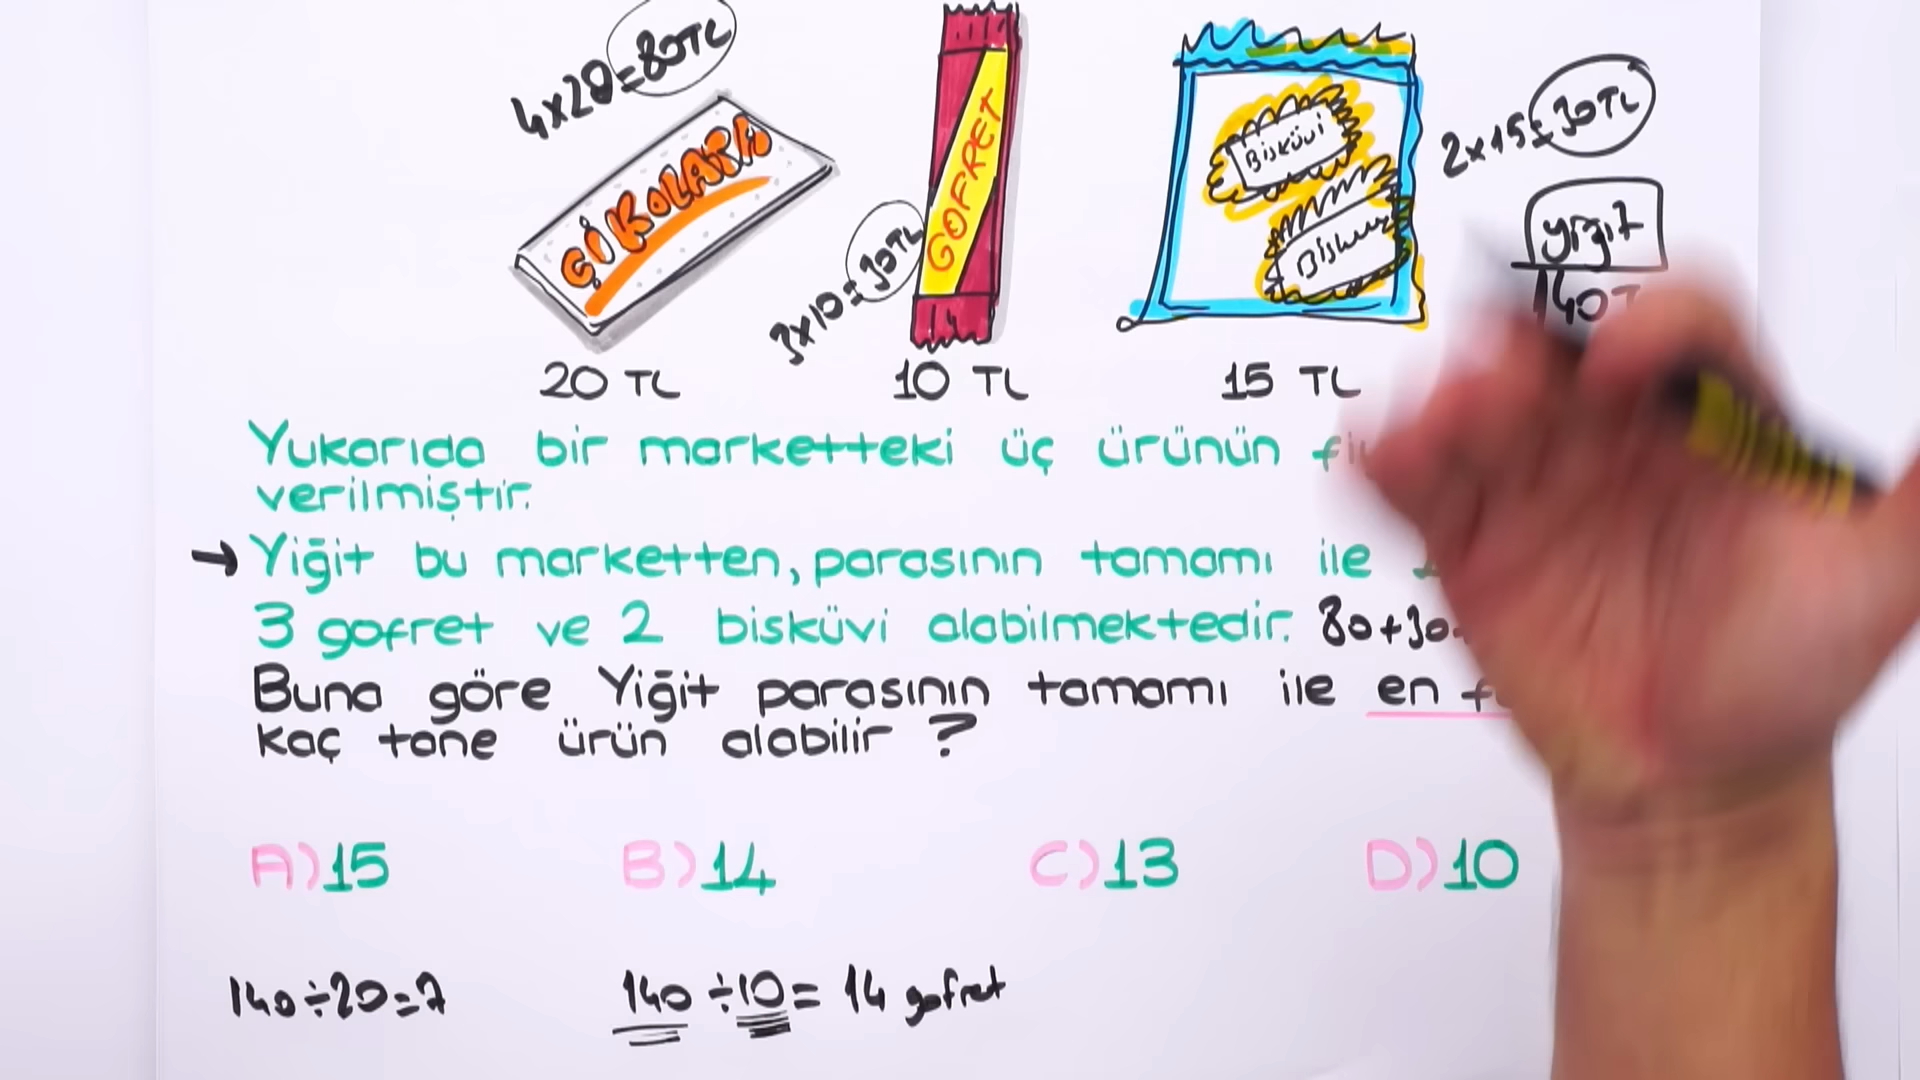 4x20=80TL
ÇİKOLATA
3x10=30TL
GOFRET
Bisküvi
2x15=30TL
yiğit
20 TL
10 TL
15 TL
Yukarıda bir marketteki üç ürünün
verilmiştir.
→ Yiğit bu marketten, parasının tamamı ile
3 gofret ve 2 bisküvi alabilmektedir. 80+30
Buna göre Yiğit parasının tamamı ile en
kaç tane ürün alabilir ?
A) 15
B) 14
C) 13
D) 10
140÷20=7
140÷10= 14 gofret